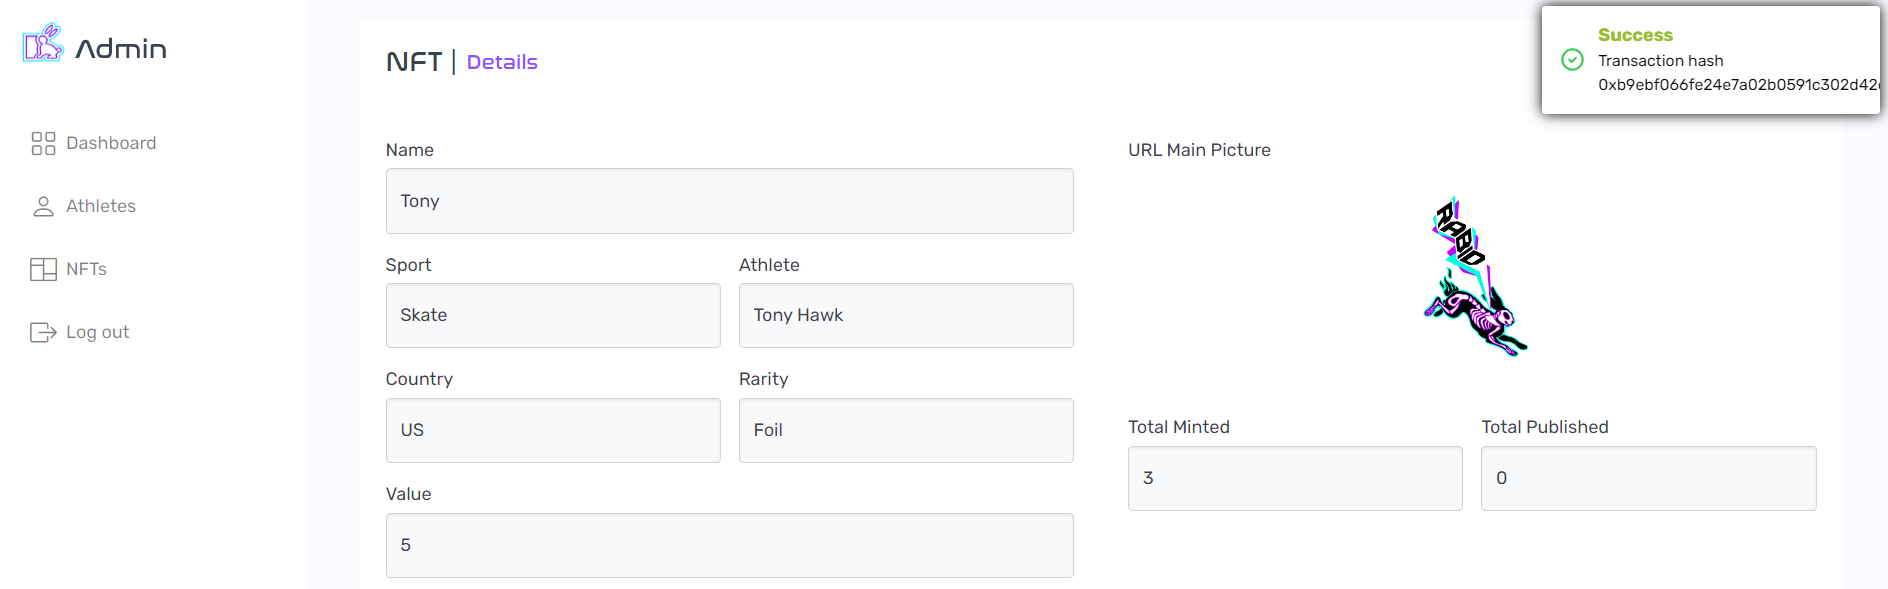 Admin
Dashboard
Athletes
NFTs
Log out
NFT | Details
Name
Tony
Sport
Skate
Athlete
Tony Hawk
Country
US
Rarity
Foil
Value
5
URL Main Picture
RABID
Total Minted
3
Total Published
0
Success
Transaction hash
0xb9ebf066fe24e7a02b0591c302d42